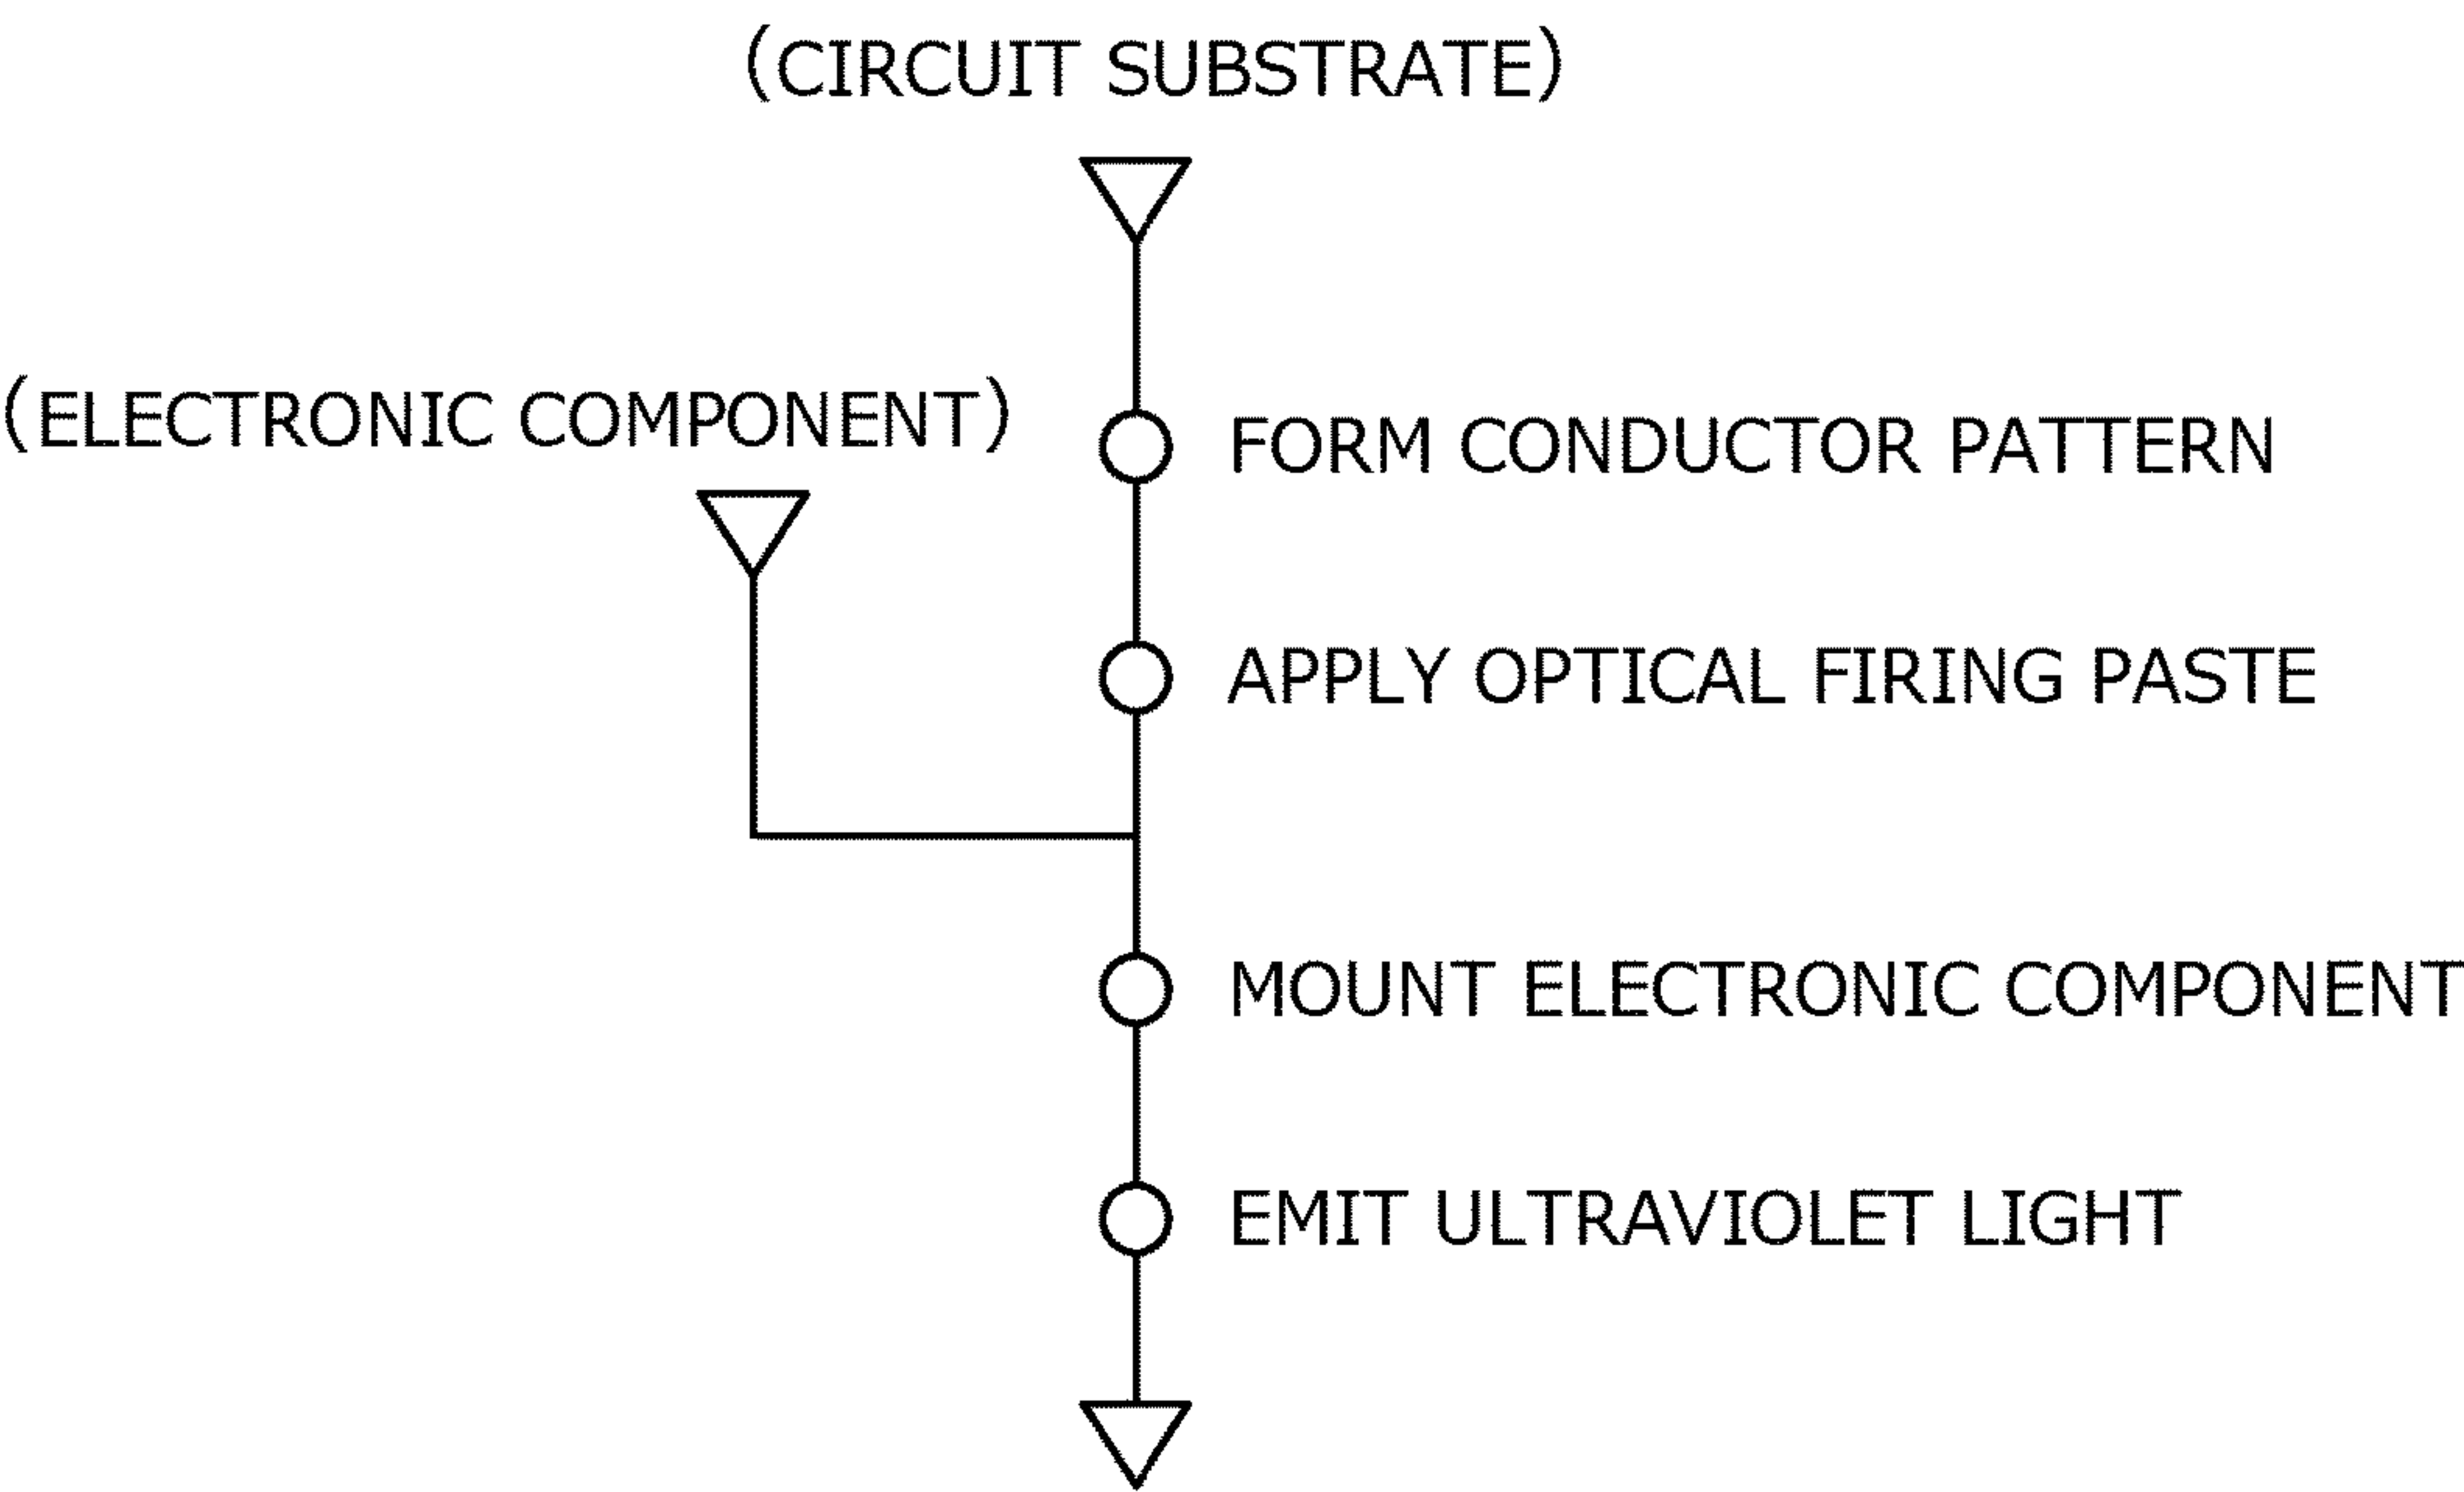 (CIRCUIT SUBSTRATE)
(ELECTRONIC COMPONENT)
FORM CONDUCTOR PATTERN
APPLY OPTICAL FIRING PASTE
MOUNT ELECTRONIC COMPONENT
EMIT ULTRAVIOLET LIGHT